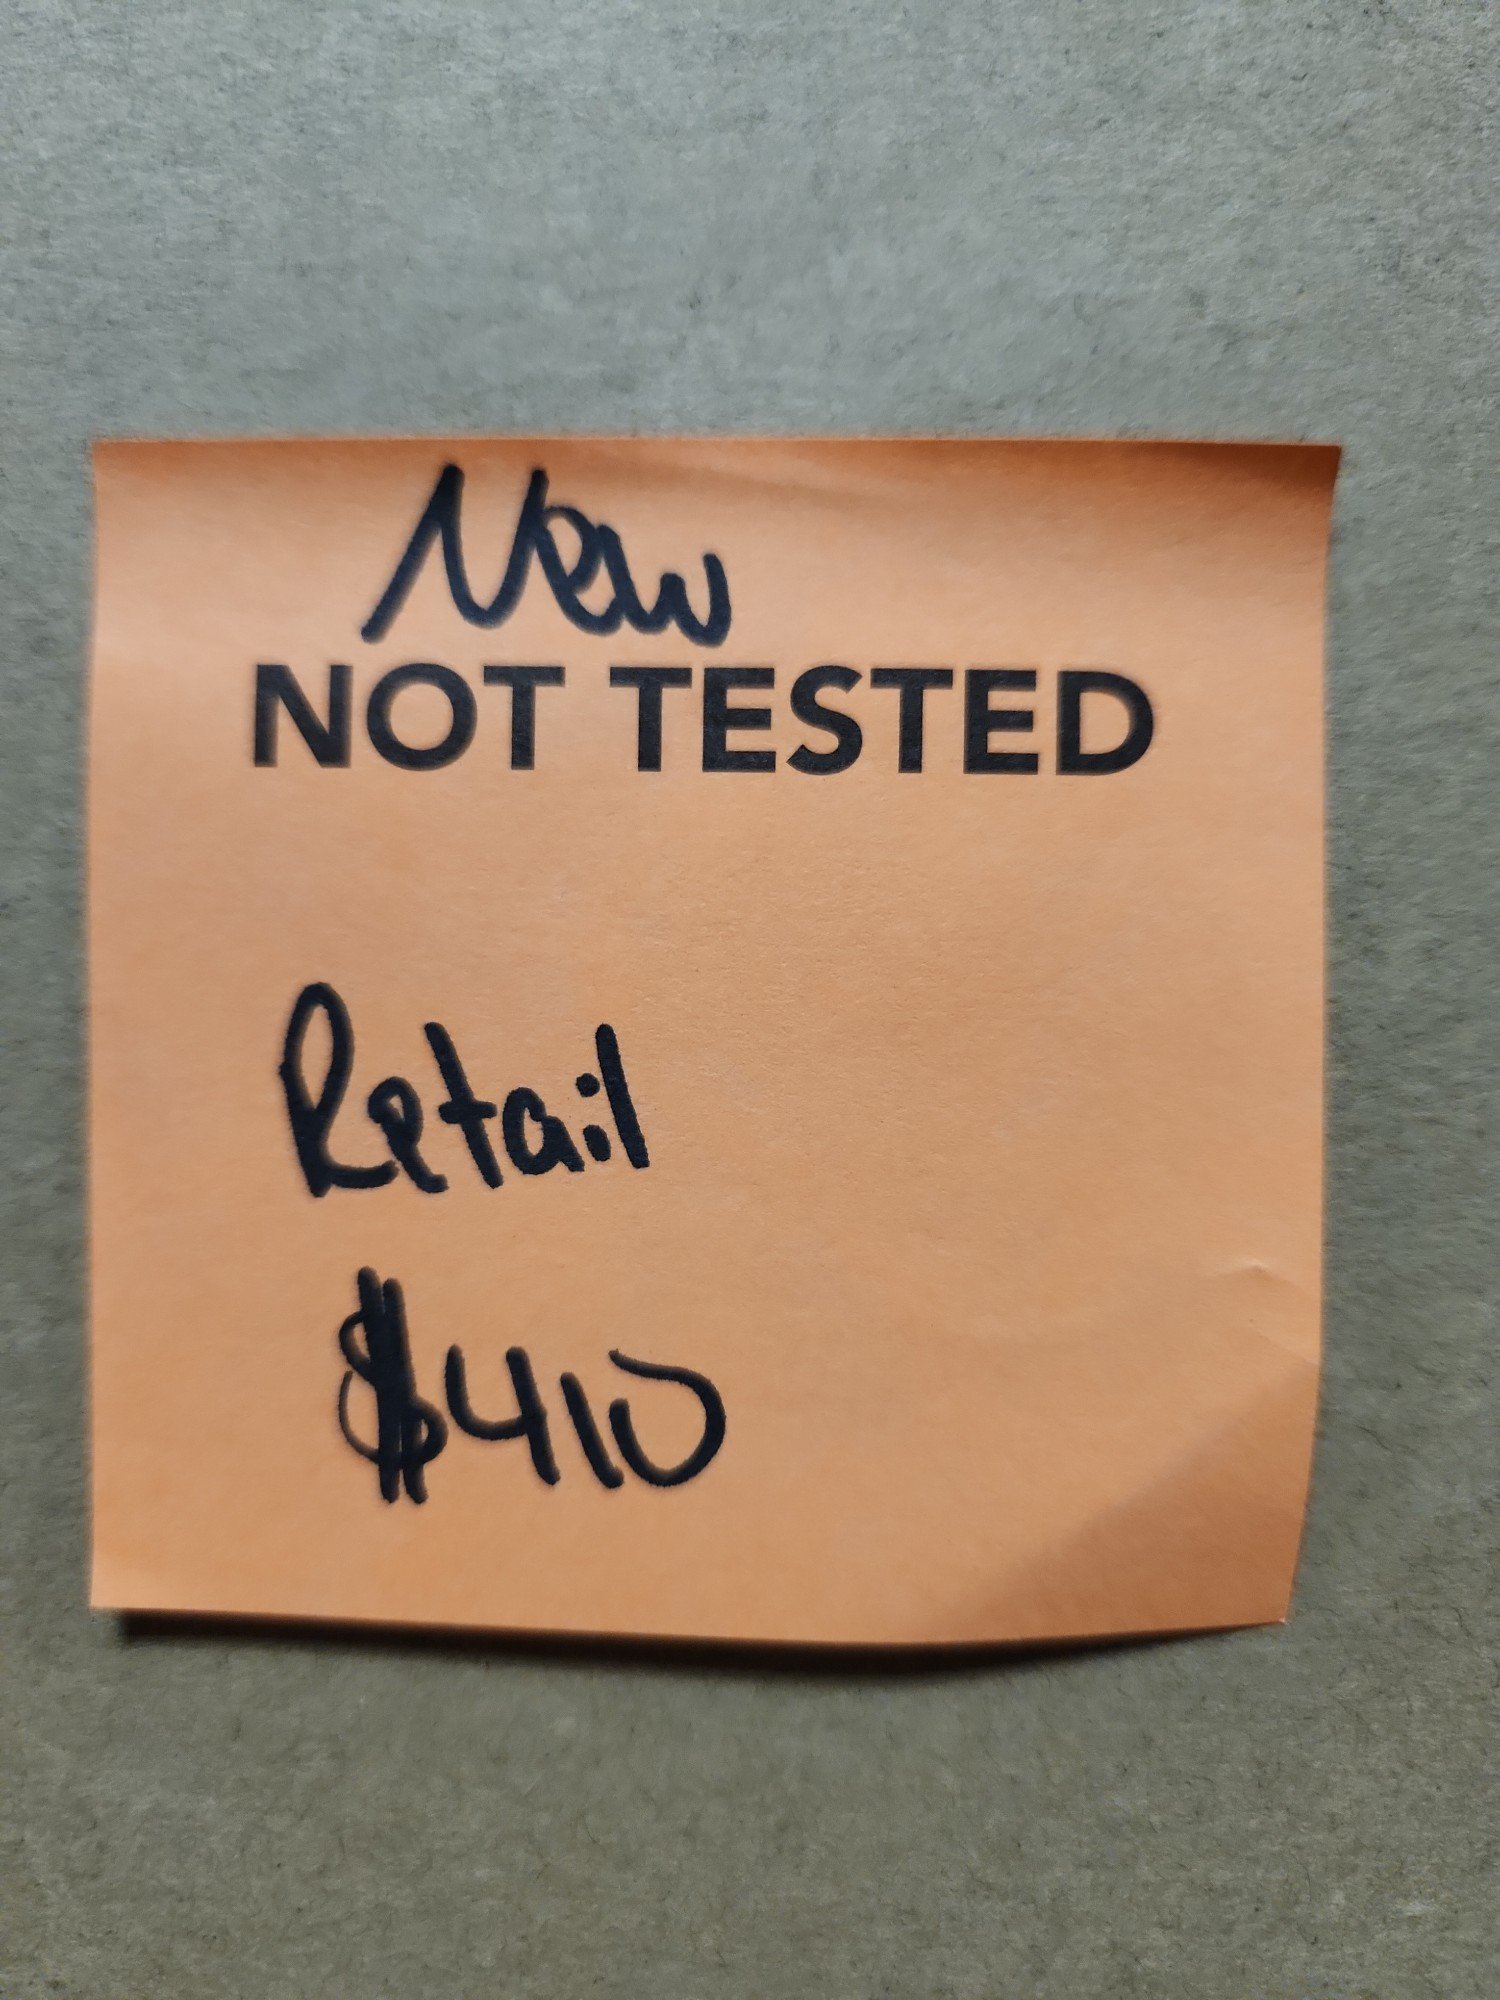 New
NOT TESTED
Retail
$410